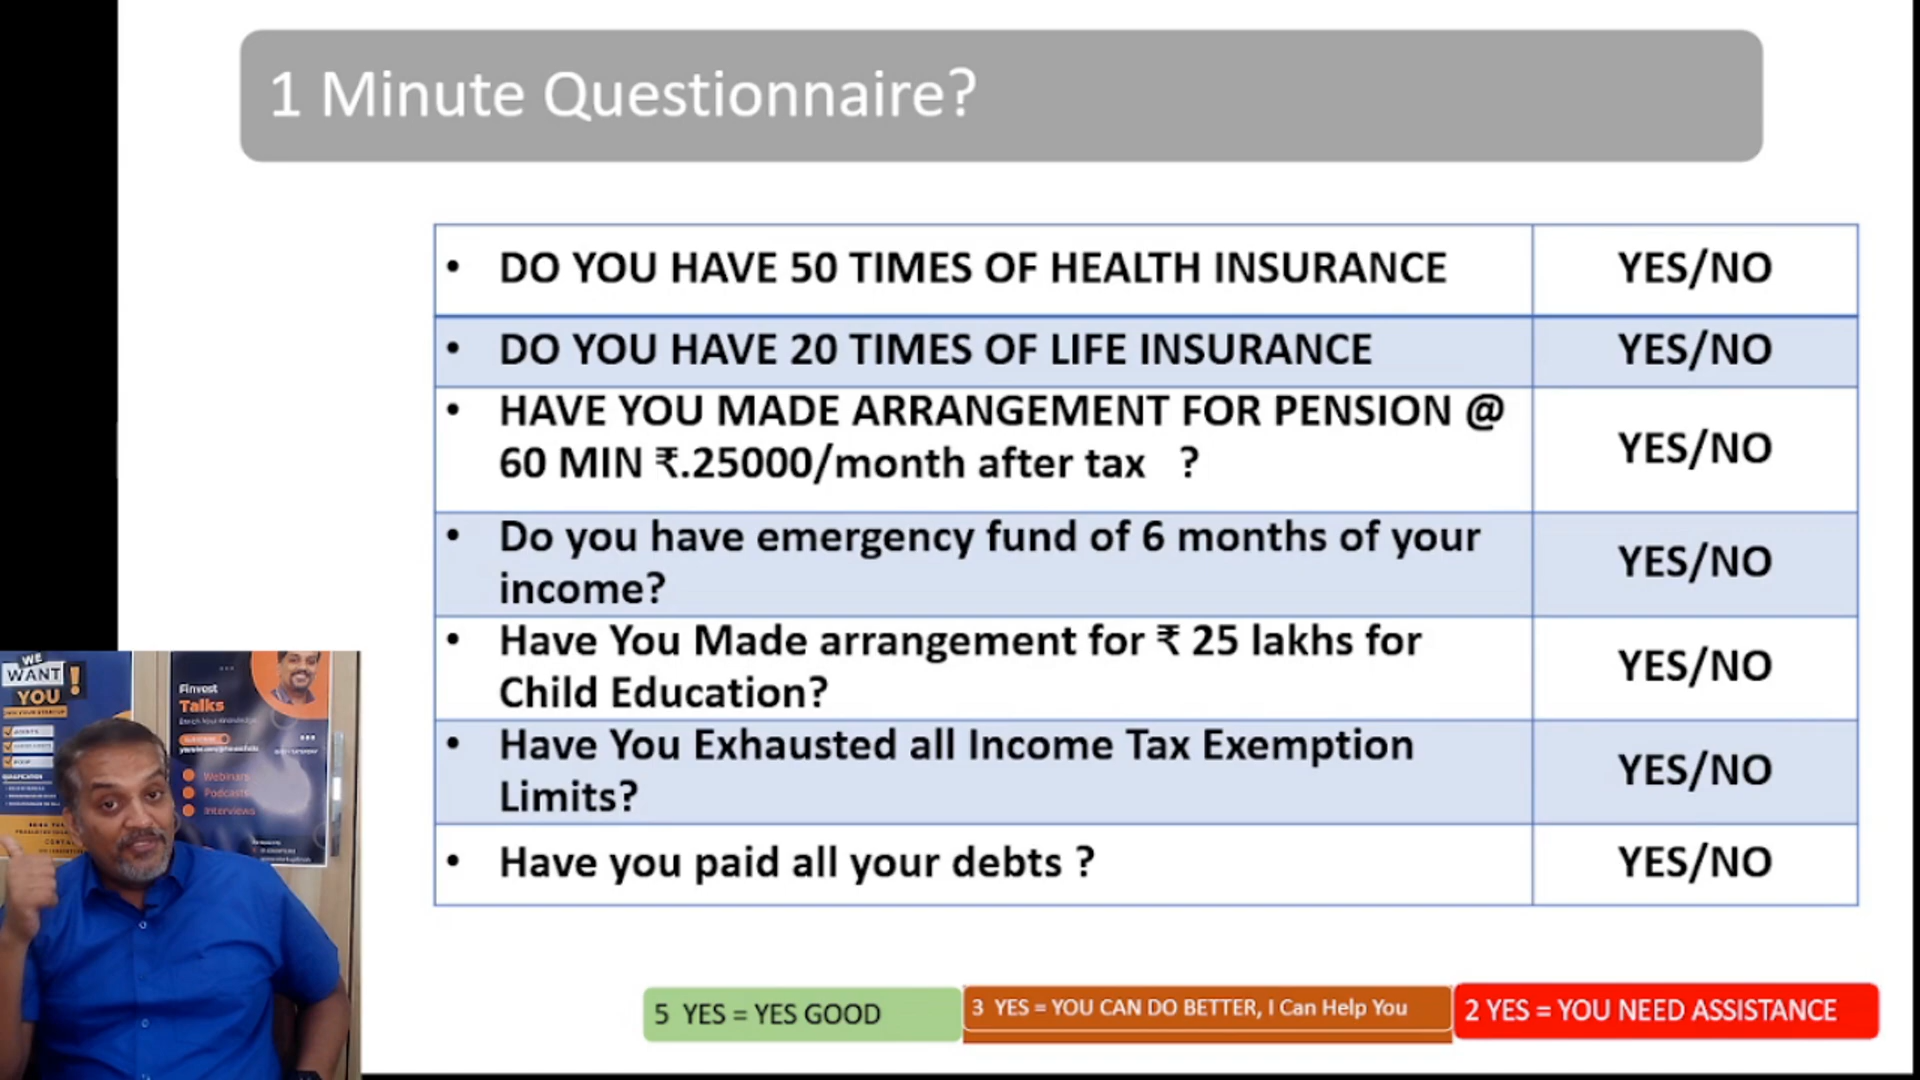 1 Minute Questionnaire?
• DO YOU HAVE 50 TIMES OF HEALTH INSURANCE YES/NO
• DO YOU HAVE 20 TIMES OF LIFE INSURANCE YES/NO
• HAVE YOU MADE ARRANGEMENT FOR PENSION @
60 MIN ₹.25000/month after tax ? YES/NO
• Do you have emergency fund of 6 months of your
income? YES/NO
• Have You Made arrangement for ₹ 25 lakhs for
Child Education? YES/NO
• Have You Exhausted all Income Tax Exemption
Limits? YES/NO
• Have you paid all your debts ? YES/NO
5 YES = YES GOOD
3 YES = YOU CAN DO BETTER, I Can Help You
2 YES = YOU NEED ASSISTANCE
WE
WANT
YOU !
Finvest
Talks
Webinars
Podcasts
Interviews